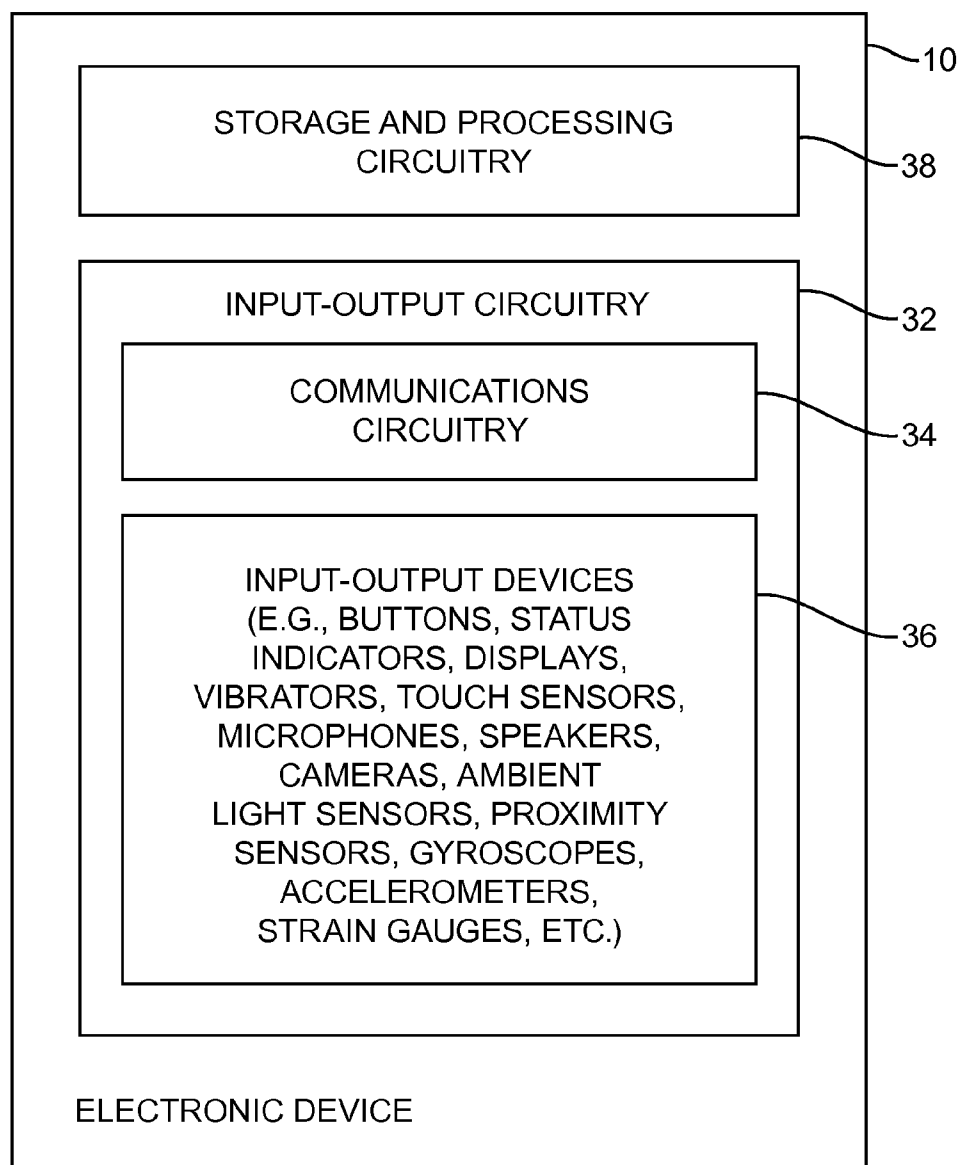 10
STORAGE AND PROCESSING
CIRCUITRY
38
INPUT-OUTPUT CIRCUITRY
32
COMMUNICATIONS
CIRCUITRY
34
INPUT-OUTPUT DEVICES
(E.G., BUTTONS, STATUS
INDICATORS, DISPLAYS,
VIBRATORS, TOUCH SENSORS,
MICROPHONES, SPEAKERS,
CAMERAS, AMBIENT
LIGHT SENSORS, PROXIMITY
SENSORS, GYROSCOPES,
ACCELEROMETERS,
STRAIN GAUGES, ETC.)
36
ELECTRONIC DEVICE